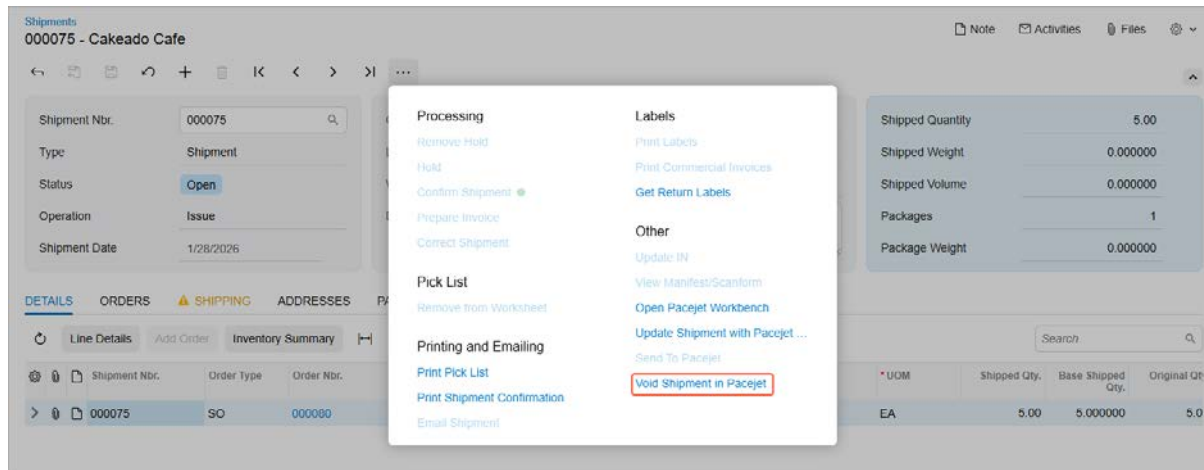 Shipments
000075 - Cakeado Cafe
Note
Activities
Files
Shipment Nbr.
000075
Type
Shipment
Status
Open
Operation
Issue
Shipment Date
1/28/2026
Processing
Remove Hold
Hold
Confirm Shipment
Prepare Invoice
Correct Shipment
Pick List
Remove from Worksheet
Printing and Emailing
Print Pick List
Print Shipment Confirmation
Email Shipment
Labels
Print Labels
Print Commercial Invoices
Get Return Labels
Other
Update IN
View Manifest/Scanform
Open Pacejet Workbench
Update Shipment with Pacejet ...
Send To Pacejet
Void Shipment in Pacejet
Shipped Quantity
5.00
Shipped Weight
0.000000
Shipped Volume
0.000000
Packages
1
Package Weight
0.000000
DETAILS
ORDERS
SHIPPING
ADDRESSES
Line Details
Add Order
Inventory Summary
Search
Shipment Nbr.
Order Type
Order Nbr.
*UOM
Shipped Qty.
Base Shipped
Qty.
Original
000075
SO
000080
EA
5.00
5.000000
5.0